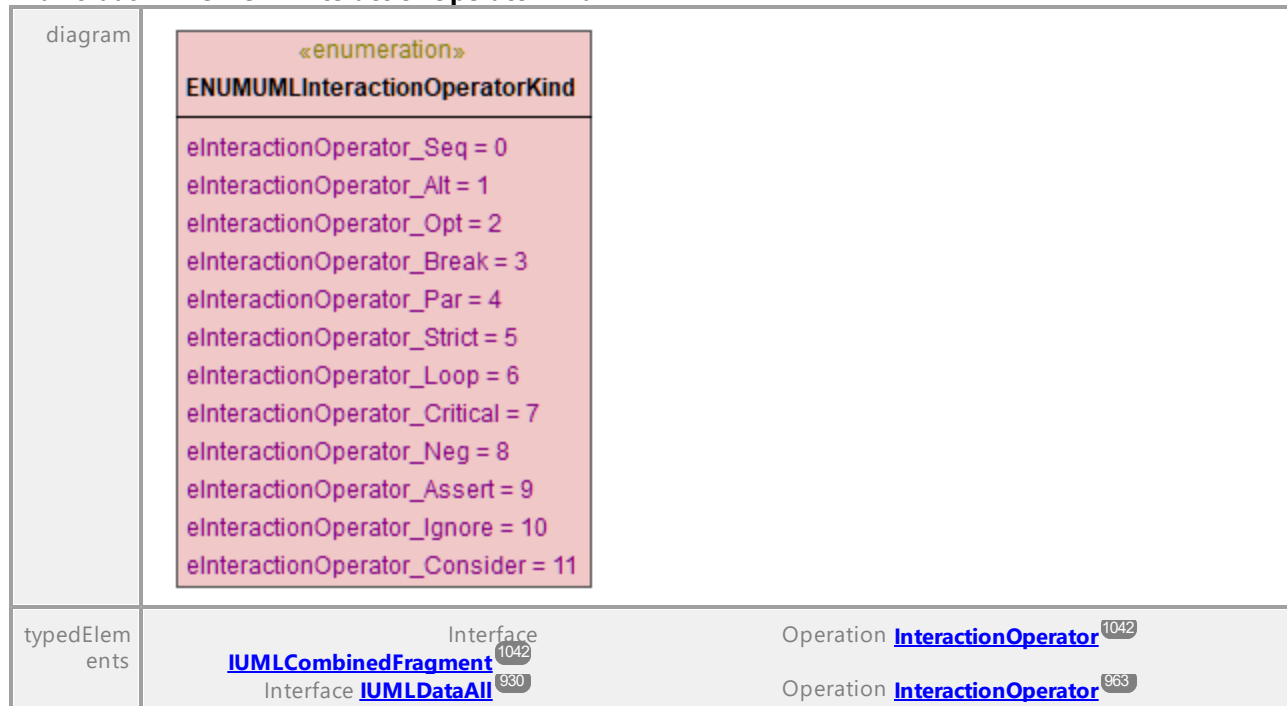 diagram
«enumeration»
ENUMUMLInteractionOperatorKind
eInteractionOperator_Seq = 0
eInteractionOperator_Alt = 1
eInteractionOperator_Opt = 2
eInteractionOperator_Break = 3
eInteractionOperator_Par = 4
eInteractionOperator_Strict = 5
eInteractionOperator_Loop = 6
eInteractionOperator_Critical = 7
eInteractionOperator_Neg = 8
eInteractionOperator_Assert = 9
eInteractionOperator_Ignore = 10
eInteractionOperator_Consider = 11
typedElem
ents
Interface
IUMLCombinedFragment 1042
Operation InteractionOperator 1042
Interface IUMLDataAll 930
Operation InteractionOperator 963